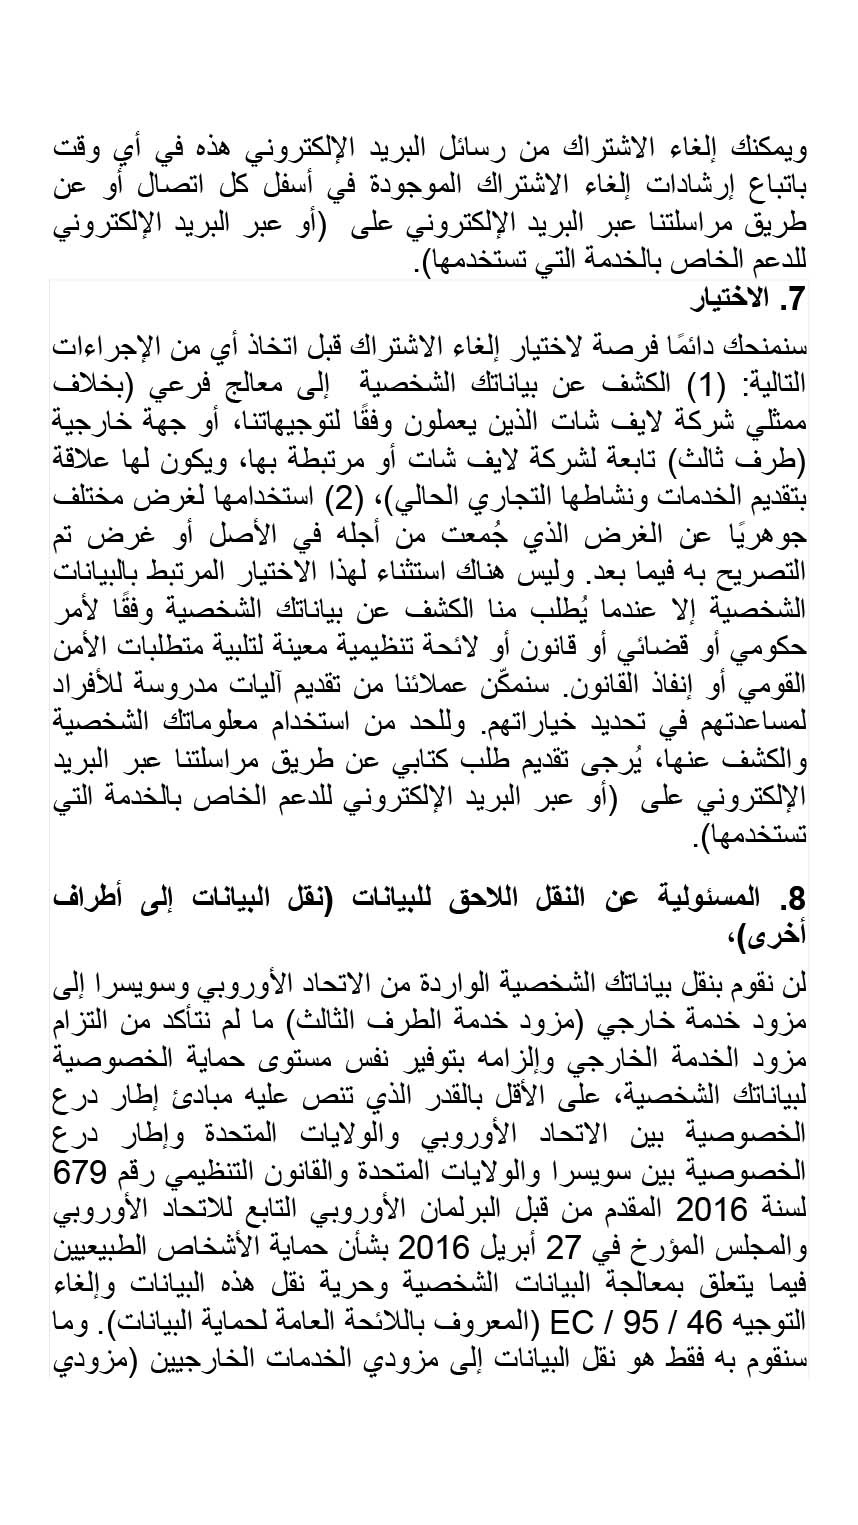 ويمكنك إلغاء الاشتراك من رسائل البريد الإلكتروني هذه في أي وقت
باتباع إرشادات إلغاء الاشتراك الموجودة في أسفل كل اتصال أو عن
طريق مراسلتنا عبر البريد الإلكتروني على (أو عبر البريد الإلكتروني
للدعم الخاص بالخدمة التي تستخدمها).
7. الاختيار
سنمنحك دائمًا فرصة لاختيار إلغاء الاشتراك قبل اتخاذ أي من الإجراءات
التالية: (1) الكشف عن بياناتك الشخصية إلى معالج فرعي (بخلاف
ممثلي شركة لايف شات الذين يعملون وفقًا لتوجيهاتنا، أو جهة خارجية
(طرف ثالث) تابعة لشركة لايف شات أو مرتبطة بها، ويكون لها علاقة
بتقديم الخدمات ونشاطها التجاري الحالي)، (2) استخدامها لغرض مختلف
جوهريًا عن الغرض الذي جُمعت من أجله في الأصل أو غرض تم
التصريح به فيما بعد. وليس هناك استثناء لهذا الاختيار المرتبط بالبيانات
الشخصية إلا عندما يُطلب منا الكشف عن بياناتك الشخصية وفقًا لأمر
حكومي أو قضائي أو قانون أو لائحة تنظيمية معينة لتلبية متطلبات الأمن
القومي أو إنفاذ القانون. سنمكّن عملائنا من تقديم آليات مدروسة للأفراد
لمساعدتهم في تحديد خياراتهم. وللحد من استخدام معلوماتك الشخصية
والكشف عنها، يُرجى تقديم طلب كتابي عن طريق مراسلتنا عبر البريد
الإلكتروني على (أو عبر البريد الإلكتروني للدعم الخاص بالخدمة التي
تستخدمها).
8. المسئولية عن النقل اللاحق للبيانات (نقل البيانات إلى أطراف
أخرى)،
لن نقوم بنقل بياناتك الشخصية الواردة من الاتحاد الأوروبي وسويسرا إلى
مزود خدمة خارجي (مزود خدمة الطرف الثالث) ما لم نتأكد من التزام
مزود الخدمة الخارجي وإلزامه بتوفير نفس مستوى حماية الخصوصية
لبياناتك الشخصية، على الأقل بالقدر الذي تنص عليه مبادئ إطار درع
الخصوصية بين الاتحاد الأوروبي والولايات المتحدة وإطار درع
الخصوصية بين سويسرا والولايات المتحدة والقانون التنظيمي رقم 679
لسنة 2016 المقدم من قبل البرلمان الأوروبي التابع للاتحاد الأوروبي
والمجلس المؤرخ في 27 أبريل 2016 بشأن حماية الأشخاص الطبيعيين
فيما يتعلق بمعالجة البيانات الشخصية وحرية نقل هذه البيانات وإلغاء
التوجيه EC / 95 / 46 (المعروف باللائحة العامة لحماية البيانات). وما
سنقوم به فقط هو نقل البيانات إلى مزودي الخدمات الخارجيين (مزودي